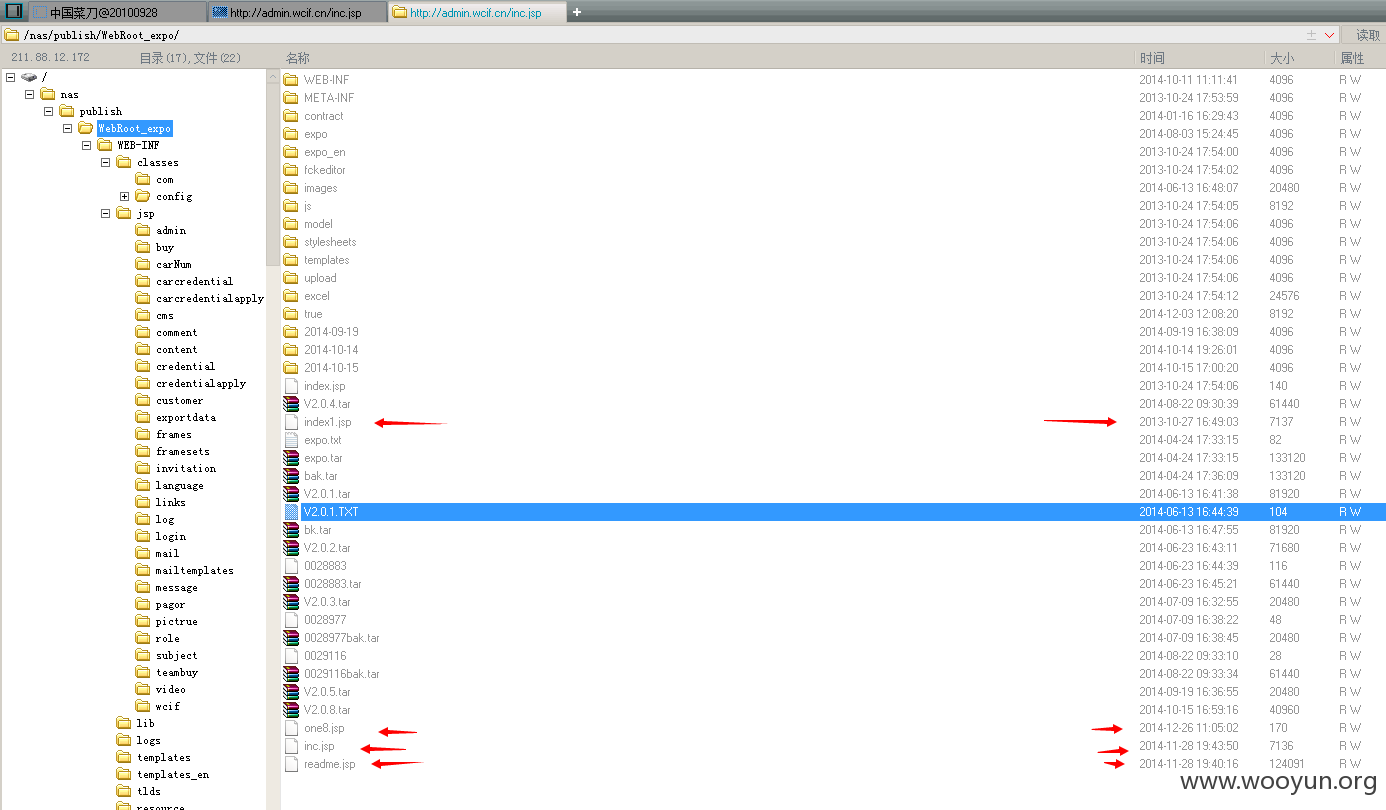 中国菜刀@20100928 http://admin.wcif.cn/inc.jsp http://admin.wcif.cn/inc.jsp
/nas/publish/WebRoot_expo/ 读取
211.88.12.172 目录(17),文件(22) 名称 时间 大小 属性
/
nas
publish
WebRoot_expo
WEB-INF
classes
com
config
jsp
admin
buy
carNum
carcredential
carcredentialapply
cms
comment
content
credential
credentialapply
customer
exportdata
frames
framesets
invitation
language
links
log
login
mail
mailtemplates
message
pagor
pictrue
role
subject
teambuy
video
wcif
lib
logs
templates
templates_en
tlds
resource
WEB-INF 2014-10-11 11:11:41 4096 R W
META-INF 2013-10-24 17:53:59 4096 R W
contract 2014-01-16 16:29:43 4096 R W
expo 2014-08-03 15:24:45 4096 R W
expo_en 2013-10-24 17:54:00 4096 R W
fckeditor 2013-10-24 17:54:02 4096 R W
images 2014-06-13 16:48:07 20480 R W
js 2013-10-24 17:54:05 8192 R W
model 2013-10-24 17:54:06 4096 R W
stylesheets 2013-10-24 17:54:06 4096 R W
templates 2013-10-24 17:54:06 4096 R W
upload 2013-10-24 17:54:06 4096 R W
excel 2013-10-24 17:54:12 24576 R W
true 2014-12-03 12:08:20 8192 R W
2014-09-19 2014-09-19 16:38:09 4096 R W
2014-10-14 2014-10-14 19:26:01 4096 R W
2014-10-15 2014-10-15 17:00:20 4096 R W
index.jsp 2013-10-24 17:54:06 140 R W
V2.0.4.tar 2014-08-22 09:30:39 61440 R W
index1.jsp 2013-10-27 16:49:03 7137 R W
expo.txt 2014-04-24 17:33:15 82 R W
expo.tar 2014-04-24 17:33:15 133120 R W
bak.tar 2014-04-24 17:36:09 133120 R W
V2.0.1.tar 2014-06-13 16:41:38 81920 R W
V2.0.1.TXT 2014-06-13 16:44:39 104 R W
bk.tar 2014-06-13 16:47:55 81920 R W
V2.0.2.tar 2014-06-23 16:43:11 71680 R W
0028883 2014-06-23 16:44:39 116 R W
0028883.tar 2014-06-23 16:45:21 61440 R W
V2.0.3.tar 2014-07-09 16:32:55 20480 R W
0028977 2014-07-09 16:38:22 48 R W
0028977bak.tar 2014-07-09 16:38:45 20480 R W
0029116 2014-08-22 09:33:10 28 R W
0029116bak.tar 2014-08-22 09:33:34 61440 R W
V2.0.5.tar 2014-09-19 16:36:55 20480 R W
V2.0.8.tar 2014-10-15 16:59:16 40960 R W
one8.jsp 2014-12-26 11:05:02 170 R W
inc.jsp 2014-11-28 19:43:50 7136 R W
readme.jsp 2014-11-28 19:40:16 124091 R W
www.wooyun.org